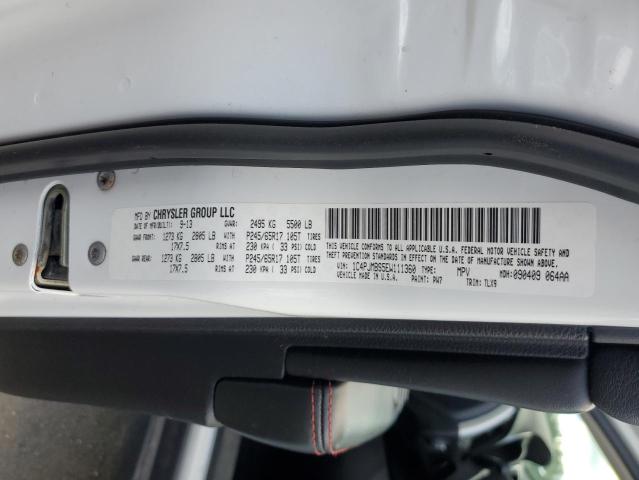 MFD BY CHRYSLER GROUP LLC
DATE OF MFR(BUILT): 9-13 GVWR: 2495 KG 5500 LB
GAWR FRONT: 1273 KG 2805 LB WITH P245/65R17 105T TIRES
17X7.5 RIMS AT 230 KPA ( 33 PSI) COLD
GAWR REAR: 1273 KG 2805 LB WITH P245/65R17 105T TIRES
17X7.5 RIMS AT 230 KPA ( 33 PSI) COLD
THIS VEHICLE CONFORMS TO ALL APPLICABLE U.S.A. FEDERAL MOTOR VEHICLE SAFETY, BUMPER, AND
THEFT PREVENTION STANDARDS IN EFFECT ON THE DATE OF MANUFACTURE SHOWN ABOVE.
VIN: 1C4PJMBS5EW111360 TYPE: MPV MDH: 090409 064AA
VEHICLE MADE IN U.S.A. PAINT: PW7 TRIM: TLX9